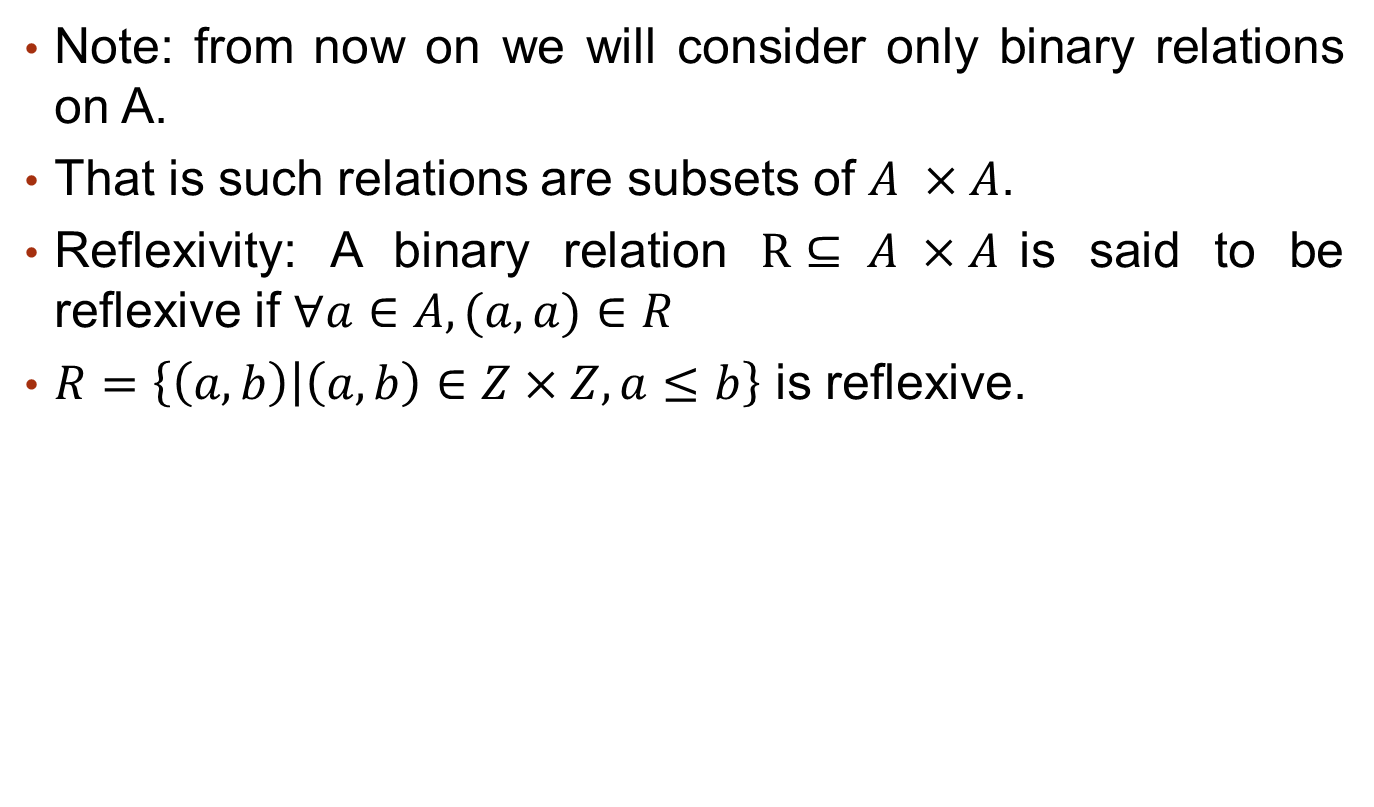 • Note: from now on we will consider only binary relations
on A.
• That is such relations are subsets of 𝐴 × 𝐴.
• Reflexivity: A binary relation R ⊆ 𝐴 × 𝐴 is said to be
reflexive if ∀𝑎 ∈ 𝐴, (𝑎, 𝑎) ∈ 𝑅
• 𝑅 = {(𝑎, 𝑏)|(𝑎, 𝑏) ∈ 𝑍 × 𝑍, 𝑎 ≤ 𝑏} is reflexive.